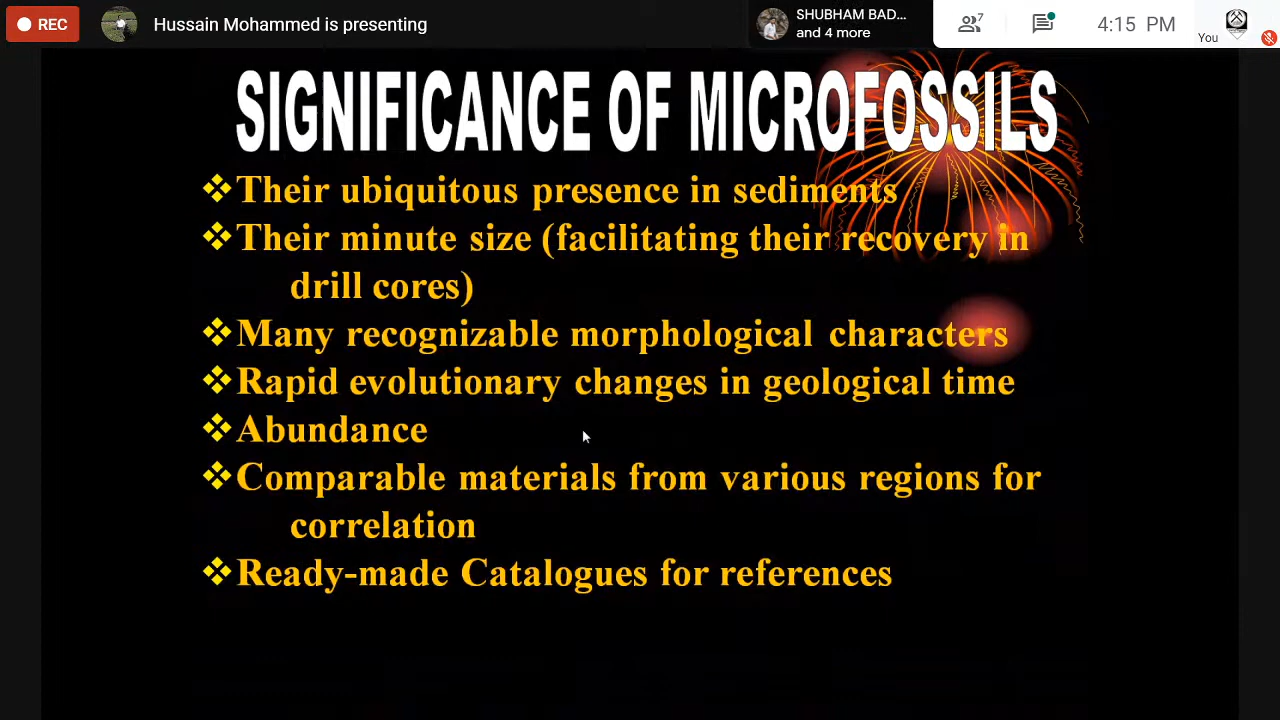 REC
Hussain Mohammed is presenting
SHUBHAM BAD...
and 4 more
7
4:15 PM
You
SIGNIFICANCE OF MICROFOSSILS
❖Their ubiquitous presence in sediments
❖Their minute size (facilitating their recovery in
drill cores)
❖Many recognizable morphological characters
❖Rapid evolutionary changes in geological time
❖Abundance
❖Comparable materials from various regions for
correlation
❖Ready-made Catalogues for references